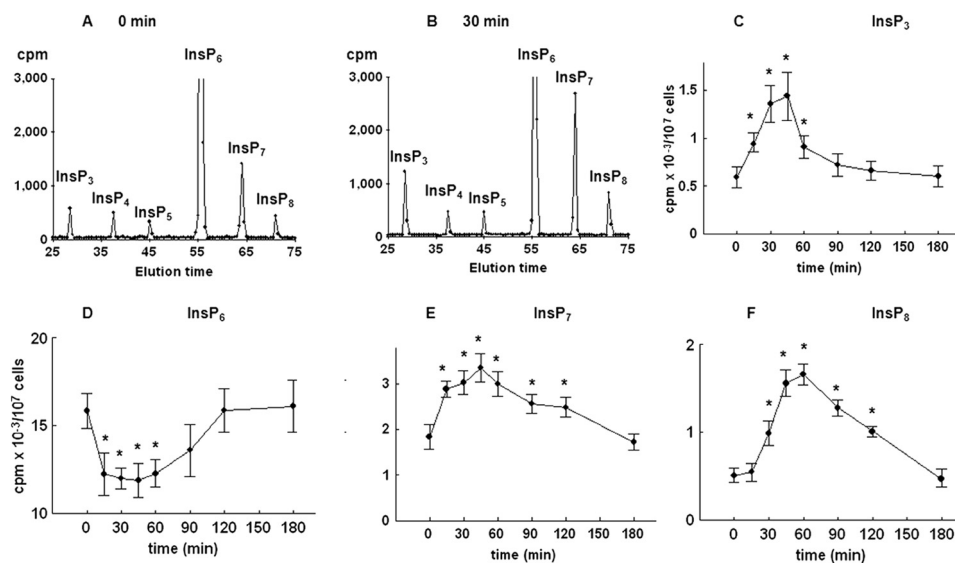 A 0 min
cpm
InsP6
3,000
2,000
1,000
0
InsP3
InsP4
InsP5
InsP7
InsP8
25 35 45 55 65 75
Elution time
B 30 min
cpm
InsP6
3,000
2,000
1,000
0
InsP3
InsP4
InsP5
InsP7
InsP8
25 35 45 55 65 75
Elution time
C InsP3
cpm x 10-3/107 cells
1.5
1.0
0.5
0
* * * *
0 30 60 90 120 150 180
time (min)
D InsP6
cpm x 10-3/107 cells
20
15
10
* * * *
0 30 60 90 120 150 180
time (min)
E InsP7
3
2
1
0
* * * * * *
0 30 60 90 120 150 180
time (min)
F InsP8
2
1
0
* * * * *
0 30 60 90 120 150 180
time (min)